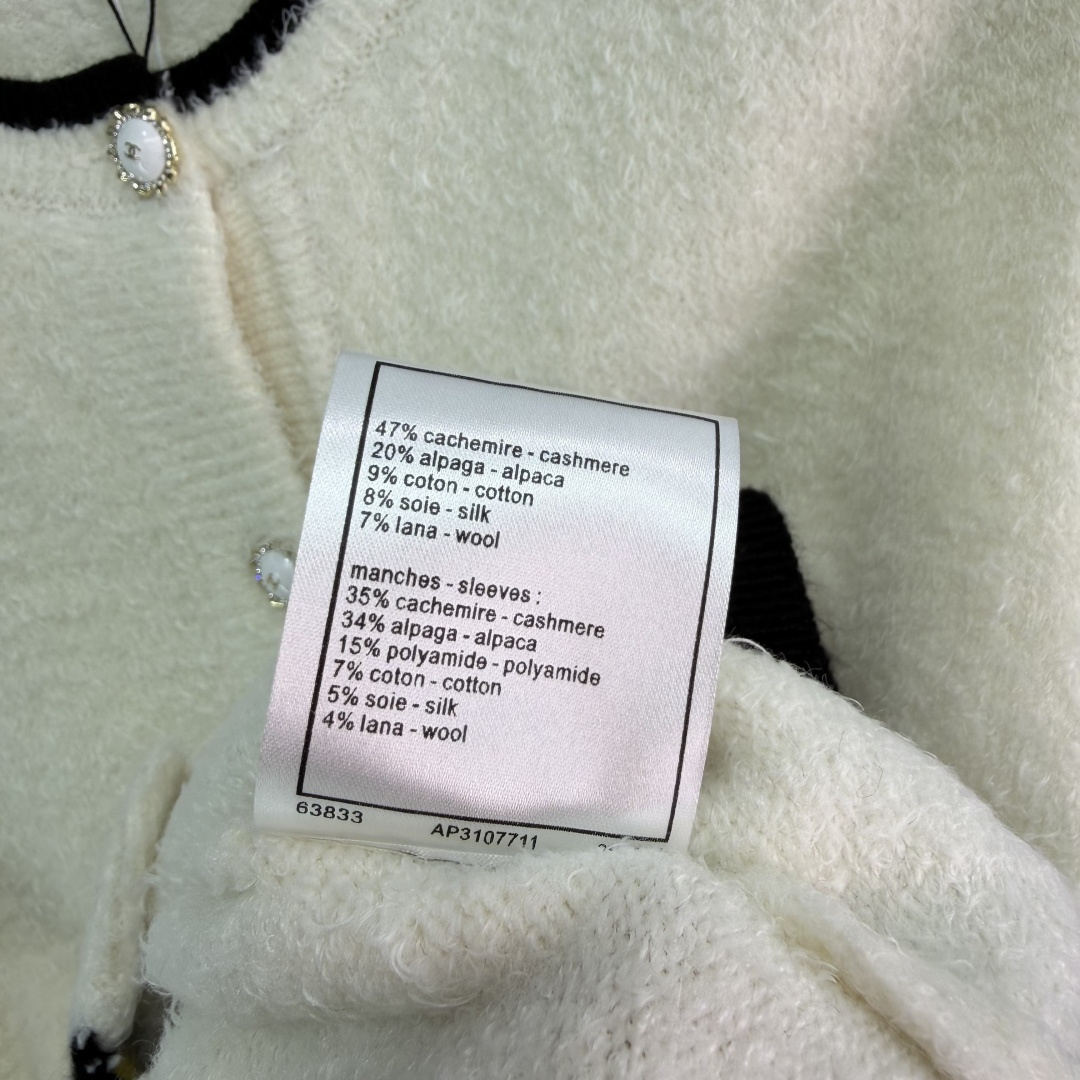 47% cachemire - cashmere
20% alpaga - alpaca
9% coton - cotton
8% soie - silk
7% lana - wool
manches - sleeves :
35% cachemire - cashmere
34% alpaga - alpaca
15% polyamide - polyamide
7% coton - cotton
5% soie - silk
4% lana - wool
63833 AP3107711